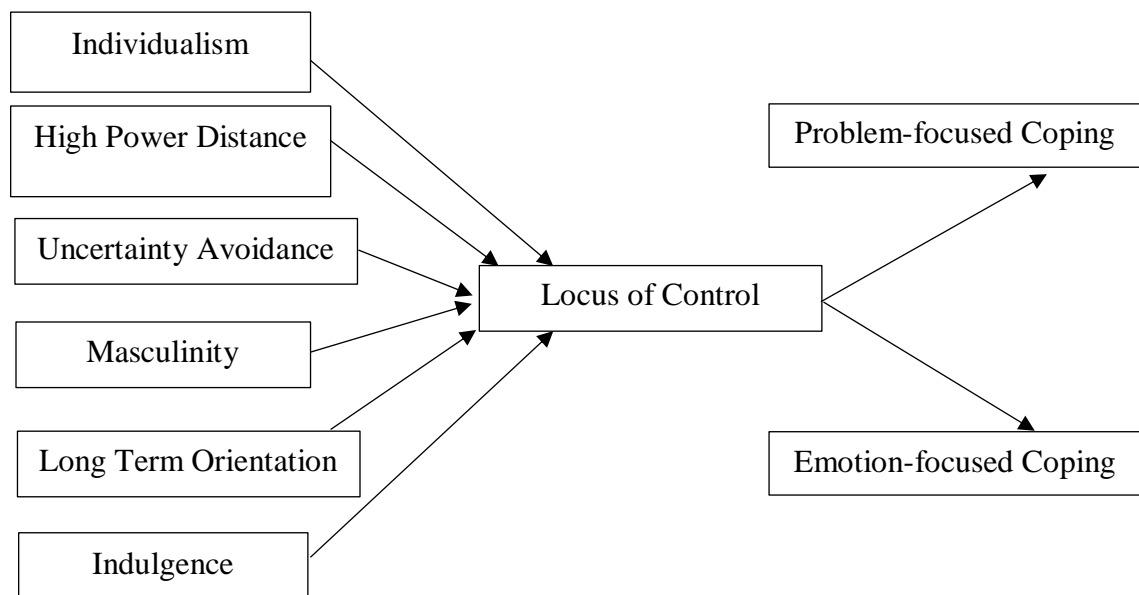 Individualism
High Power Distance
Uncertainty Avoidance
Masculinity
Long Term Orientation
Indulgence
Locus of Control
Problem-focused Coping
Emotion-focused Coping